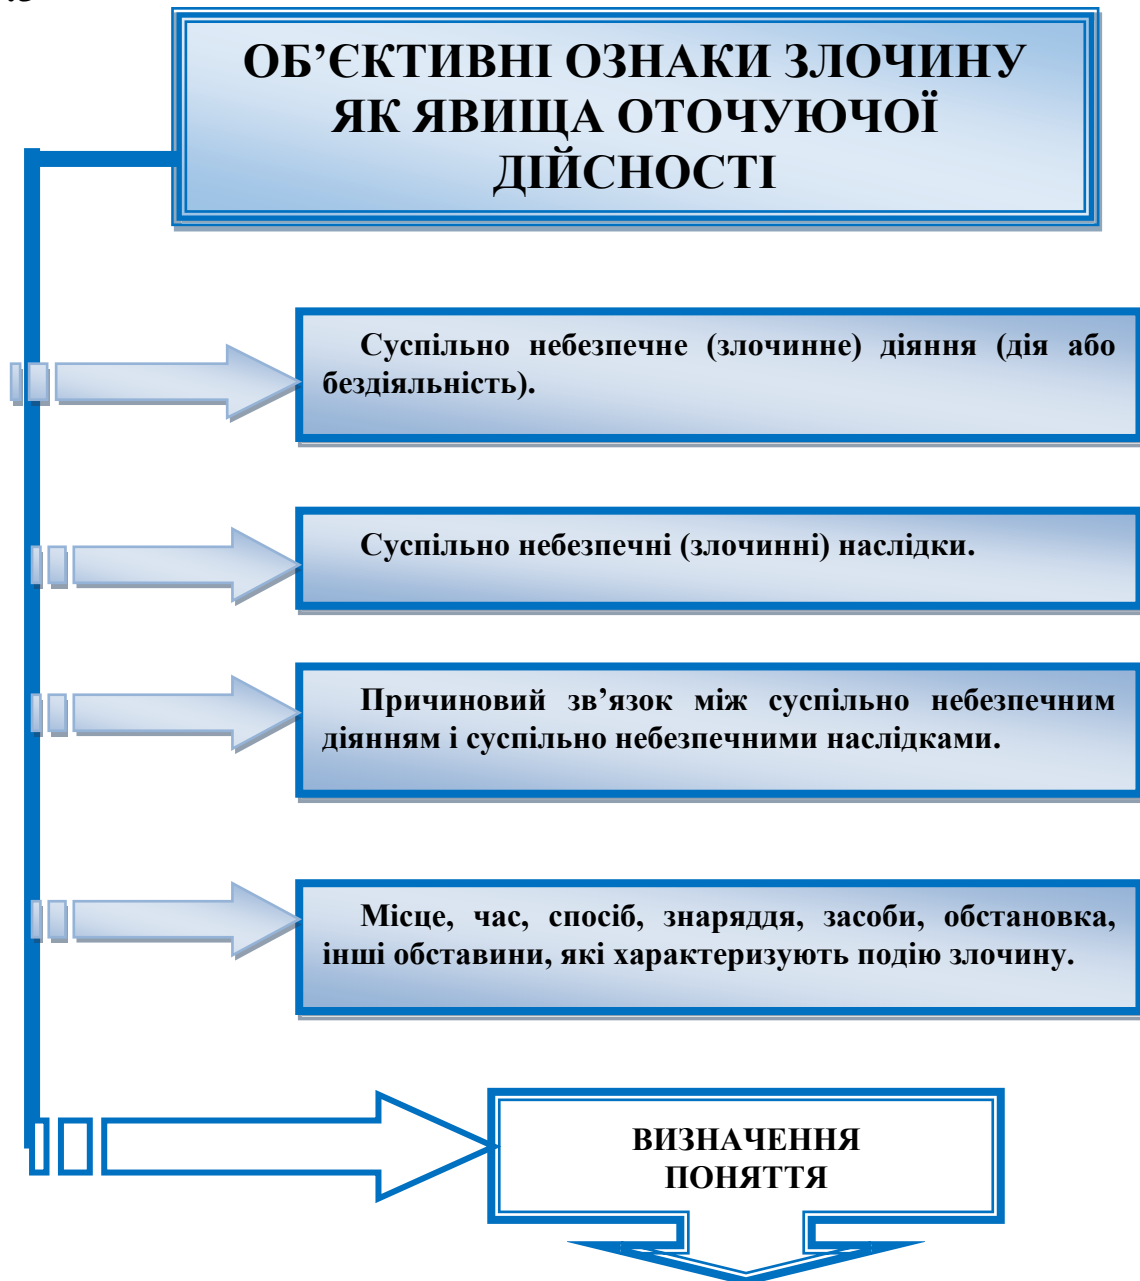 ОБ’ЄКТИВНІ ОЗНАКИ ЗЛОЧИНУ
ЯК ЯВИЩА ОТОЧУЮЧОЇ
ДІЙСНОСТІ
Суспільно небезпечне (злочинне) діяння (дія або
бездіяльність).
Суспільно небезпечні (злочинні) наслідки.
Причиновий зв’язок між суспільно небезпечним
діянням і суспільно небезпечними наслідками.
Місце, час, спосіб, знаряддя, засоби, обстановка,
інші обставини, які характеризують подію злочину.
ВИЗНАЧЕННЯ
ПОНЯТТЯ